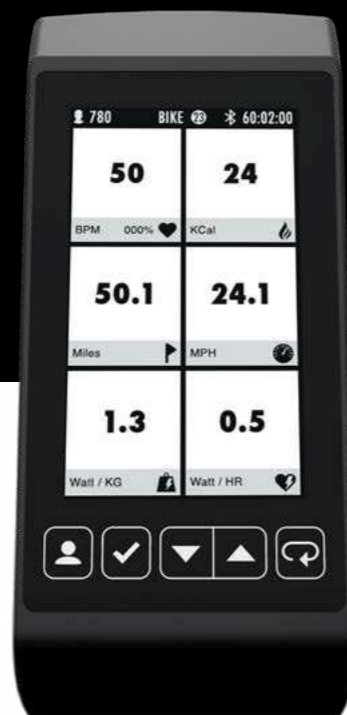 780 BIKE 23 60:02:00
50 24
BPM 000% KCal
50.1 24.1
Miles MPH
1.3 0.5
Watt / KG Watt / HR